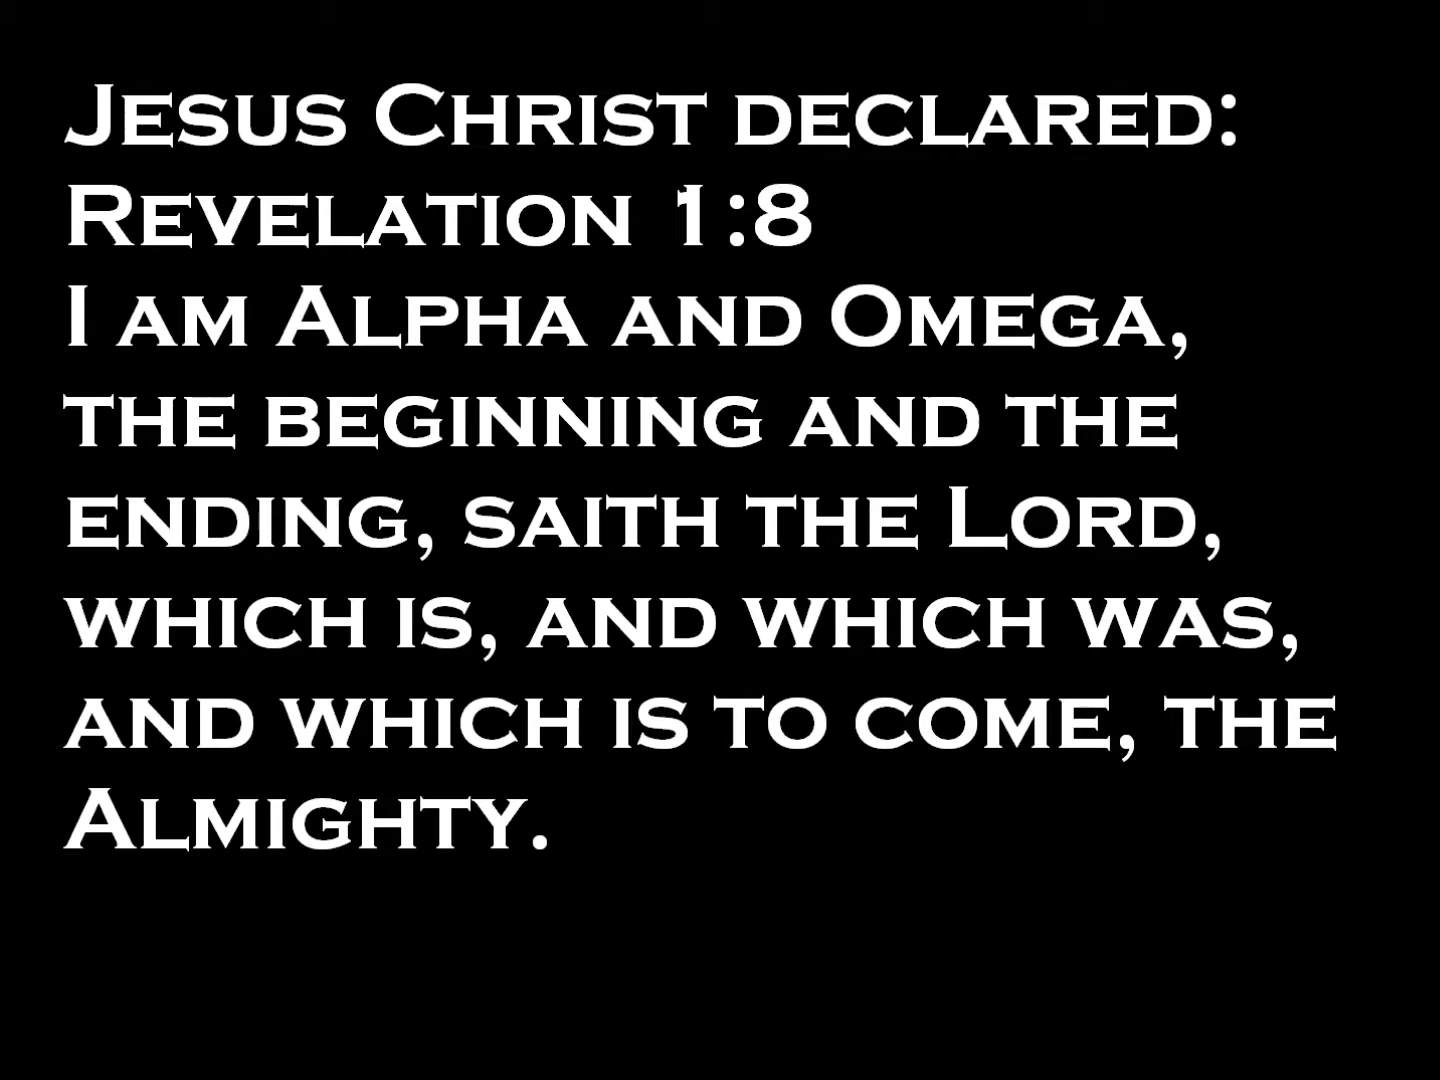 Jesus Christ declared:
Revelation 1:8
I am Alpha and Omega,
the beginning and the
ending, saith the Lord,
which is, and which was,
and which is to come, the
Almighty.